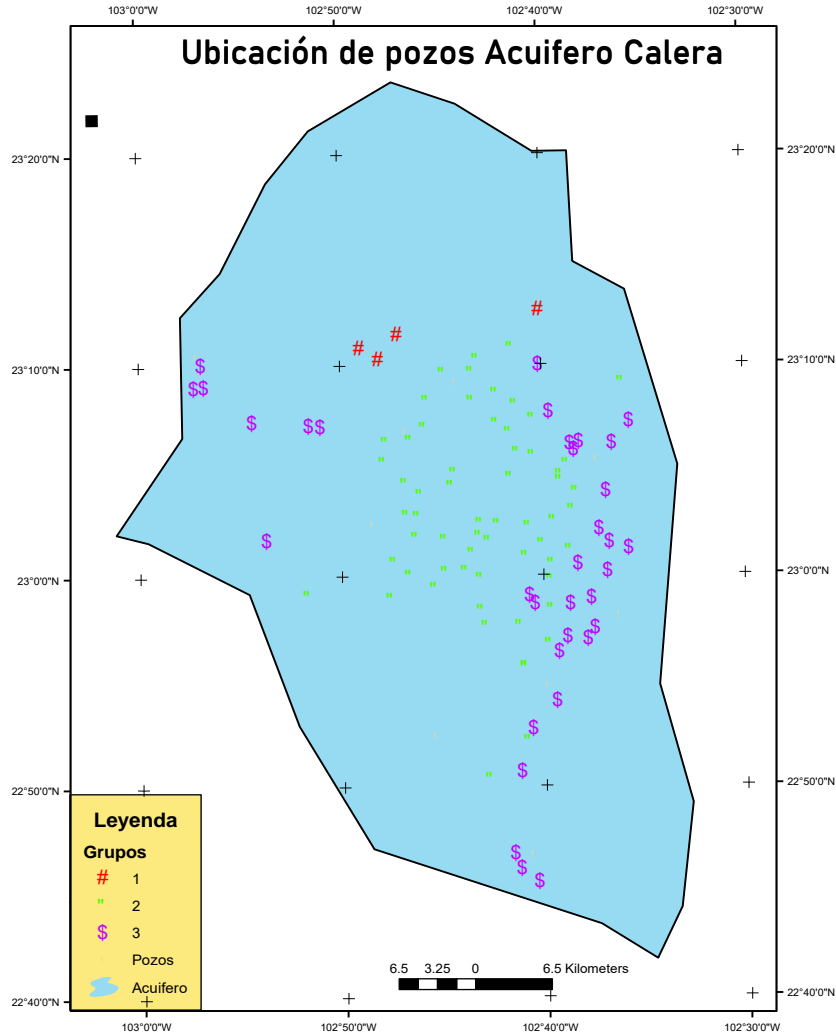 103°0'0"W 102°50'0"W 102°40'0"W 102°30'0"W
Ubicación de pozos Acuifero Calera
23°20'0"N 23°20'0"N
23°10'0"N 23°10'0"N
23°0'0"N 23°0'0"N
22°50'0"N 22°50'0"N
Leyenda
Grupos
# 1
" 2
$ 3
Pozos
Acuifero
6.5 3.25 0 6.5 Kilometers
22°40'0"N 22°40'0"N
103°0'0"W 102°50'0"W 102°40'0"W 102°30'0"W